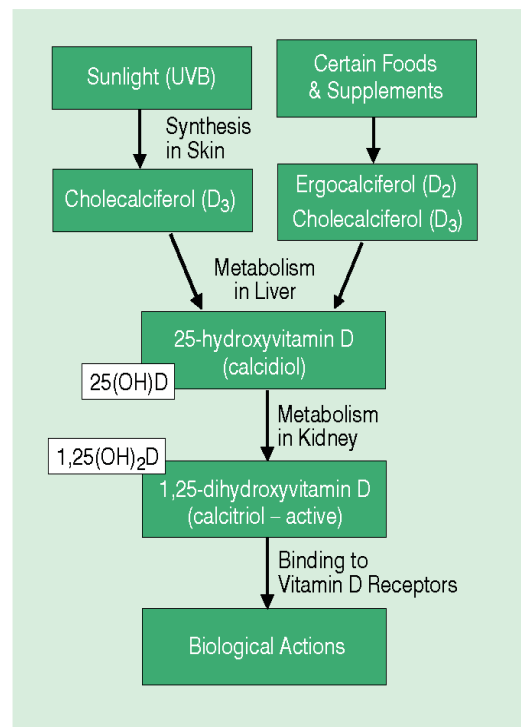 Sunlight (UVB)
Certain Foods
& Supplements
Synthesis
in Skin
Cholecalciferol (D₃)
Ergocalciferol (D₂)
Cholecalciferol (D₃)
Metabolism
in Liver
25-hydroxyvitamin D
(calcidiol)
25(OH)D
Metabolism
in Kidney
1,25(OH)₂D
1,25-dihydroxyvitamin D
(calcitriol – active)
Binding to
Vitamin D Receptors
Biological Actions